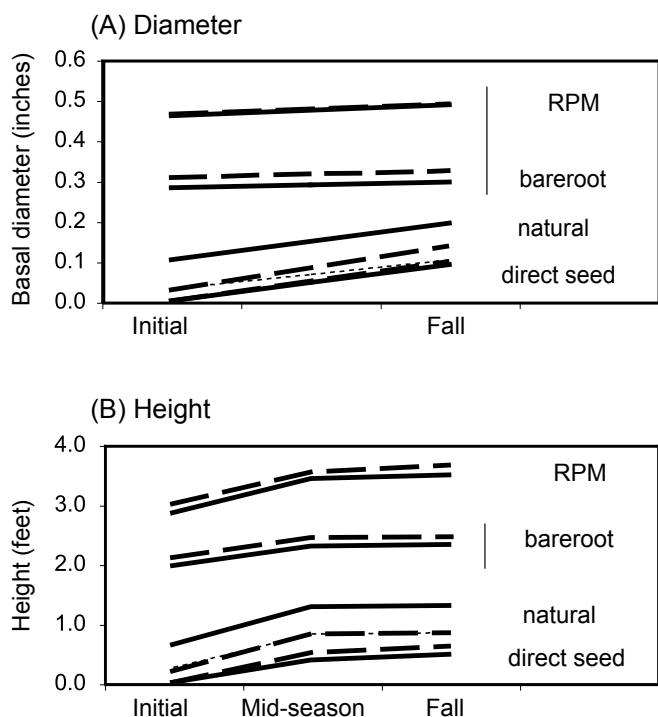 (A) Diameter
Basal diameter (inches)
0.6
0.5
0.4
0.3
0.2
0.1
0.0
RPM
bareroot
natural
direct seed
Initial Fall
(B) Height
Height (feet)
4.0
3.0
2.0
1.0
0.0
RPM
bareroot
natural
direct seed
Initial Mid-season Fall